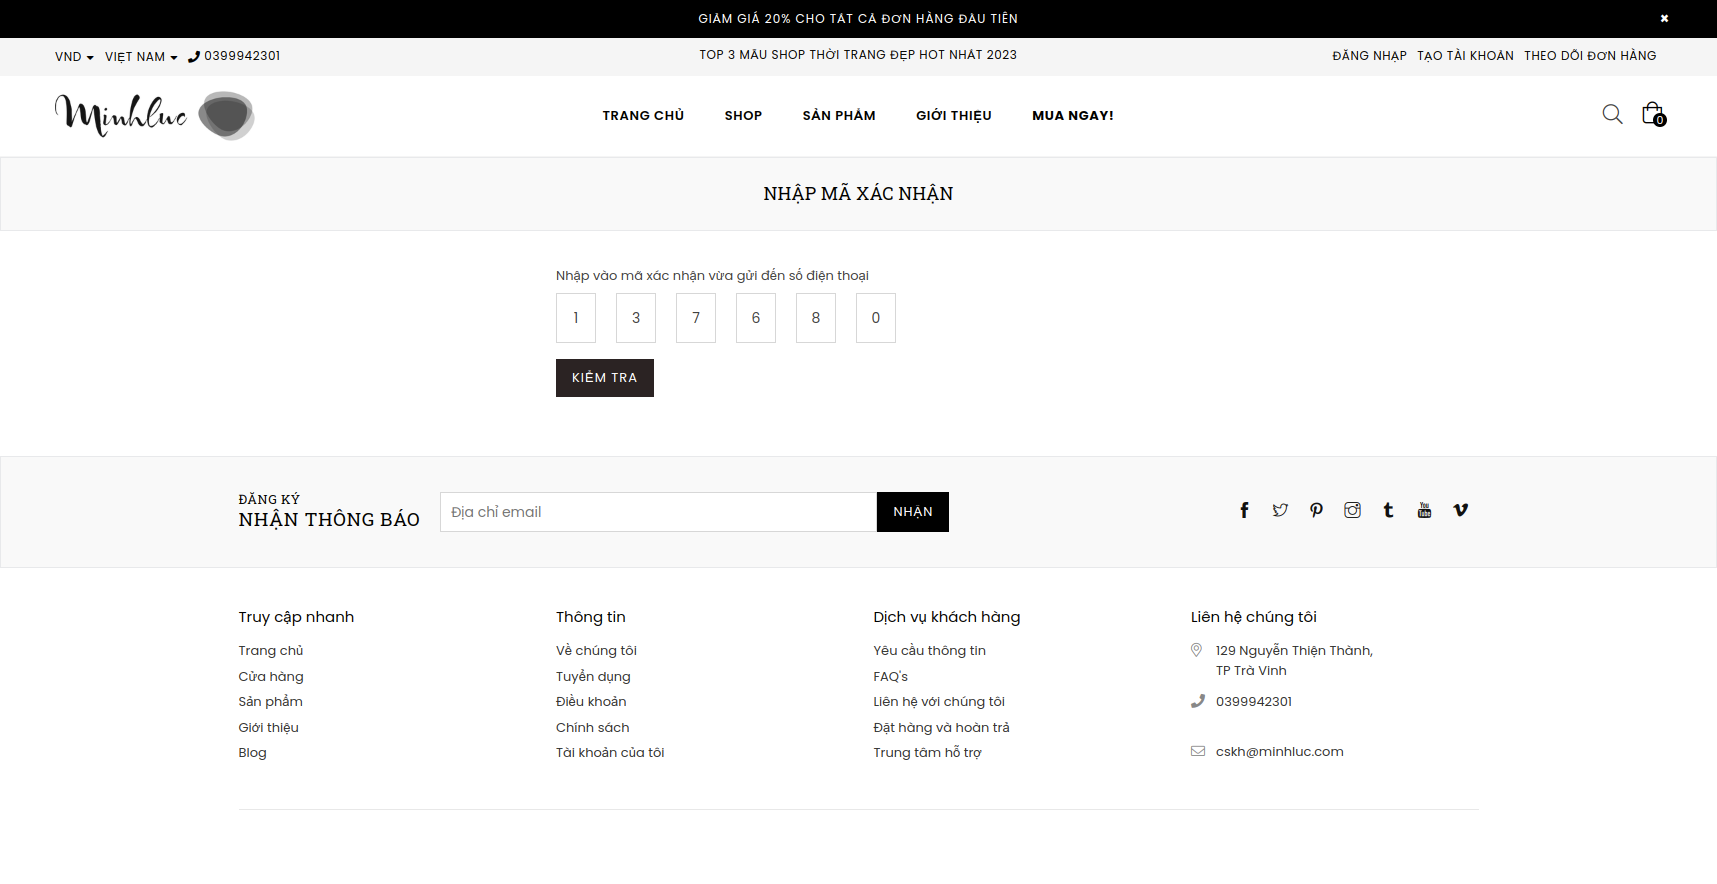 GIẢM GIÁ 20% CHO TẤT CẢ ĐƠN HÀNG ĐẦU TIÊN
VND VIỆT NAM 0399942301 TOP 3 MẪU SHOP THỜI TRANG ĐẸP HOT NHẤT 2023 ĐĂNG NHẬP TẠO TÀI KHOẢN THEO DÕI ĐƠN HÀNG
Minhluc TRANG CHỦ SHOP SẢN PHẨM GIỚI THIỆU MUA NGAY! 0
NHẬP MÃ XÁC NHẬN
Nhập vào mã xác nhận vừa gửi đến số điện thoại
1 3 7 6 8 0
KIỂM TRA
ĐĂNG KÝ
NHẬN THÔNG BÁO
Địa chỉ email NHẬN
You Tube
Truy cập nhanh
Trang chủ
Cửa hàng
Sản phẩm
Giới thiệu
Blog
Thông tin
Về chúng tôi
Tuyển dụng
Điều khoản
Chính sách
Tài khoản của tôi
Dịch vụ khách hàng
Yêu cầu thông tin
FAQ's
Liên hệ với chúng tôi
Đặt hàng và hoàn trả
Trung tâm hỗ trợ
Liên hệ chúng tôi
129 Nguyễn Thiện Thành,
TP Trà Vinh
0399942301
cskh@minhluc.com